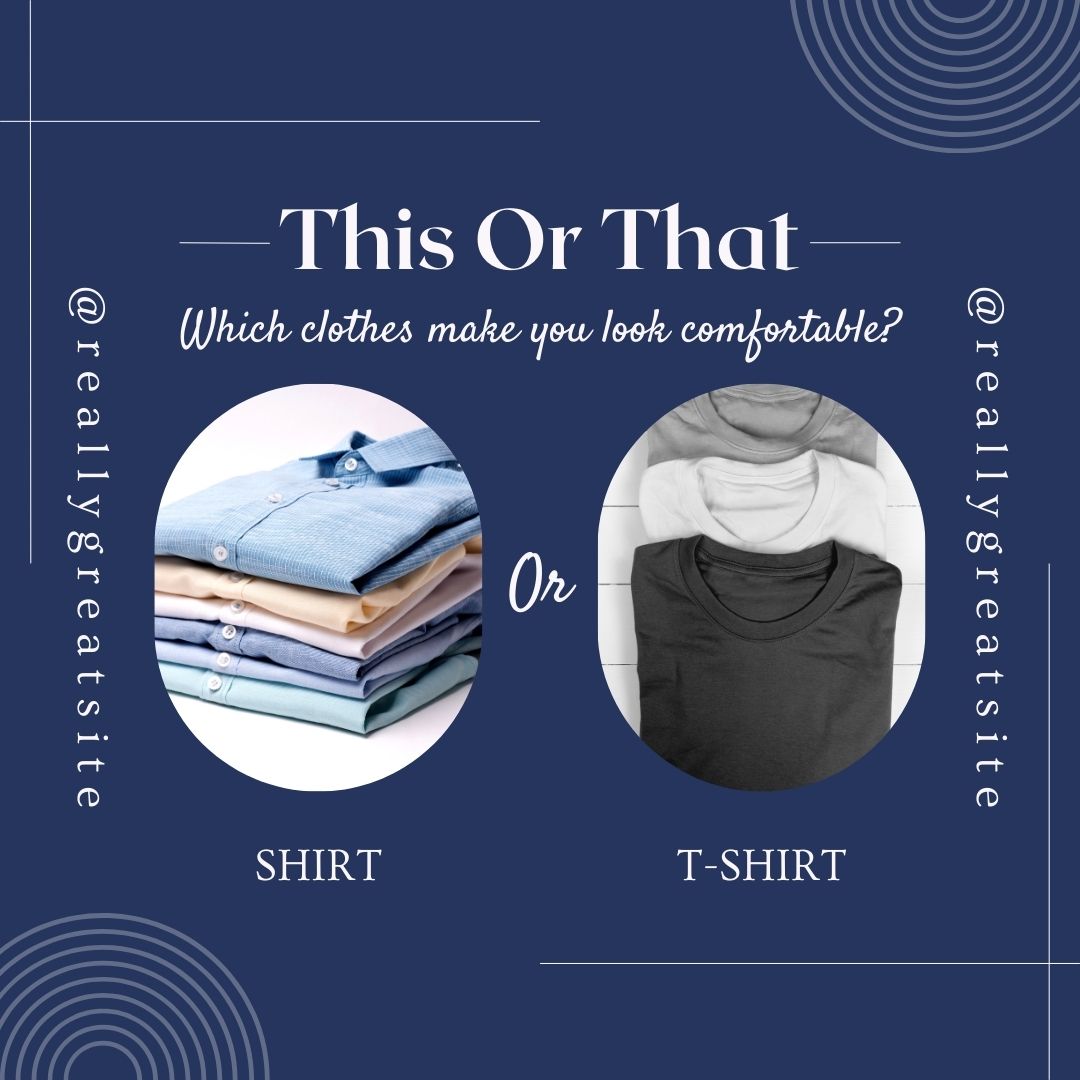 This Or That
Which clothes make you look comfortable?
@reallygreatsite
Or
@reallygreatsite
SHIRT
T-SHIRT